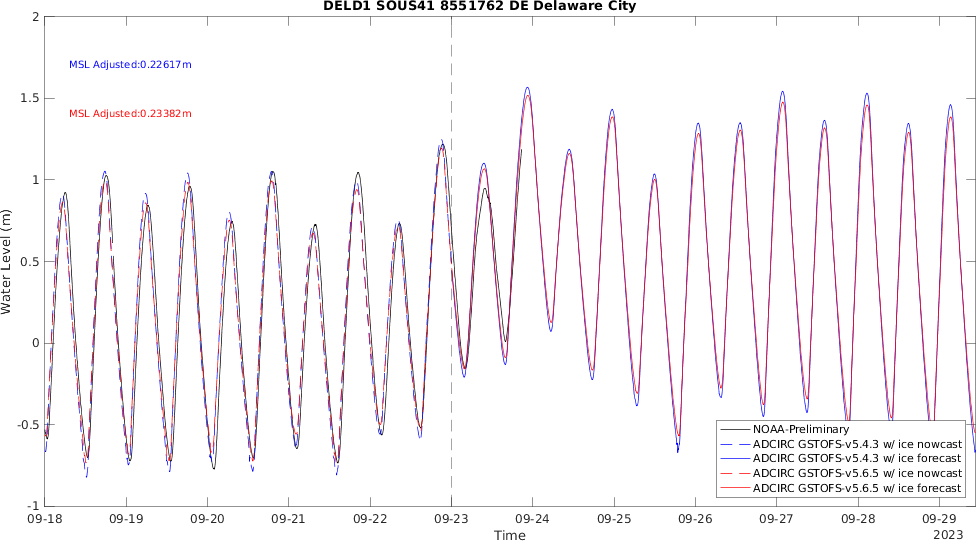 DELD1 SOUS41 8551762 DE Delaware City
MSL Adjusted:0.22617m
MSL Adjusted:0.23382m
Water Level (m)
2
1.5
1
0.5
0
-0.5
-1
NOAA-Preliminary
ADCIRC GSTOFS-v5.4.3 w/ ice nowcast
ADCIRC GSTOFS-v5.4.3 w/ ice forecast
ADCIRC GSTOFS-v5.6.5 w/ ice nowcast
ADCIRC GSTOFS-v5.6.5 w/ ice forecast
09-18 09-19 09-20 09-21 09-22 09-23 09-24 09-25 09-26 09-27 09-28 09-29
Time
2023